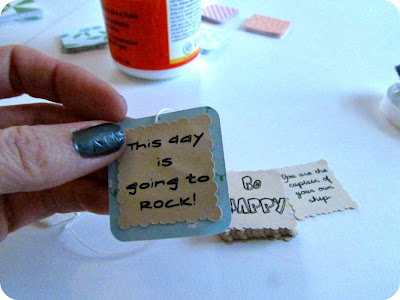 This day
is
going to
ROCK!
Be
HAPPY
You are the
captain of
your own
ship